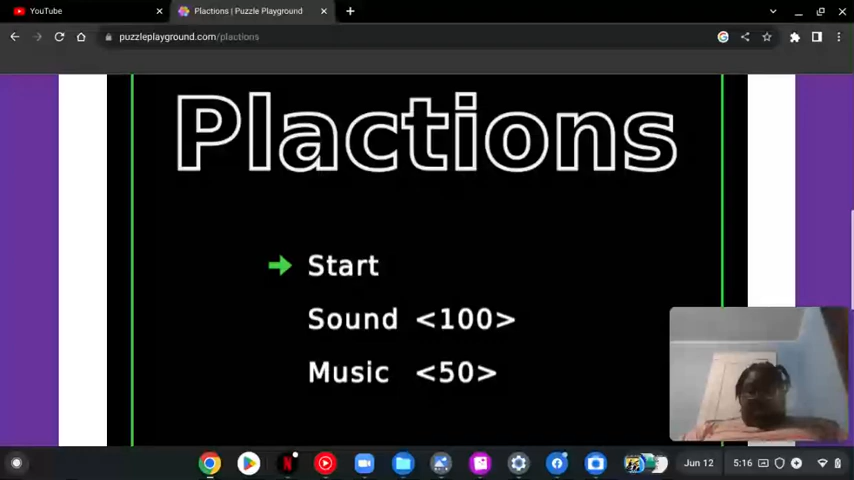 YouTube
Plactions | Puzzle Playground
puzzleplayground.com/plactions
Plactions
Start
Sound <100>
Music <50>
Jun 12
5:16